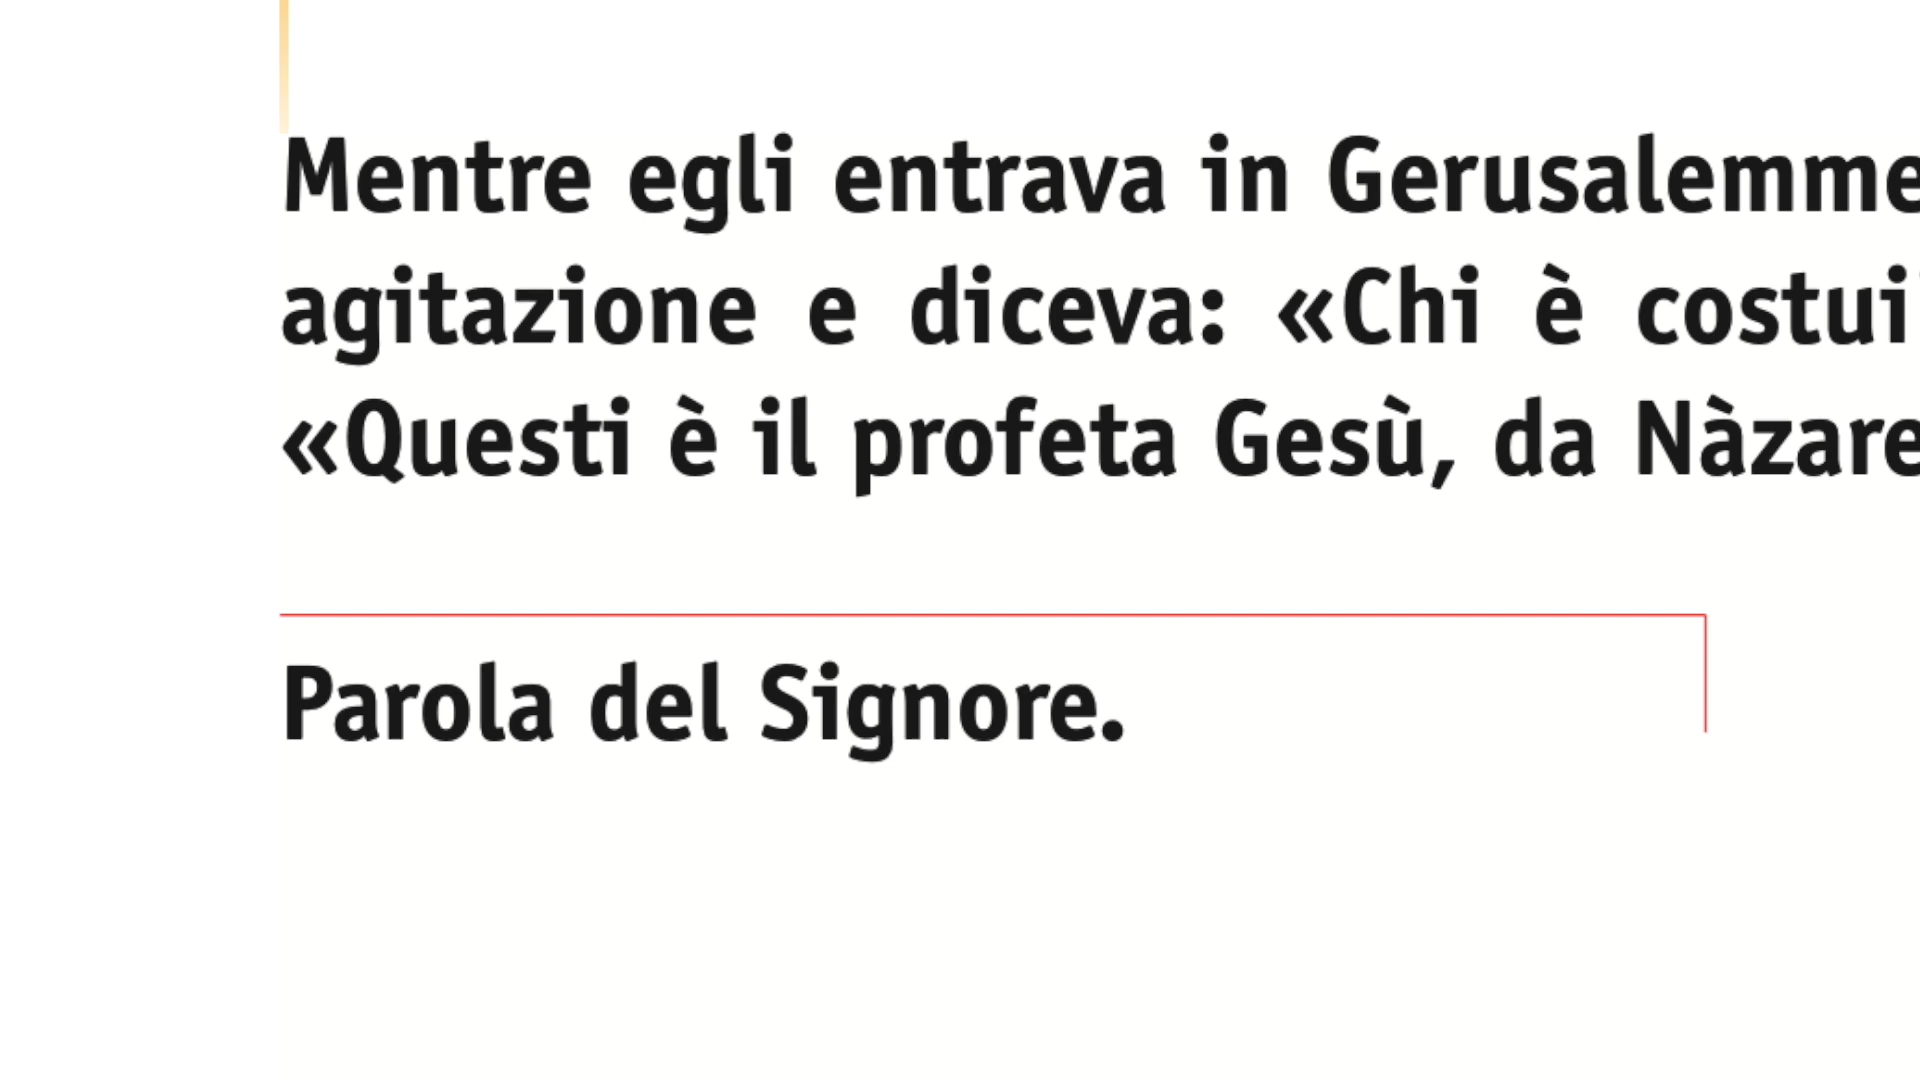 Mentre egli entrava in Gerusalemme
agitazione e diceva: «Chi è costui
«Questi è il profeta Gesù, da Nàzare
Parola del Signore.